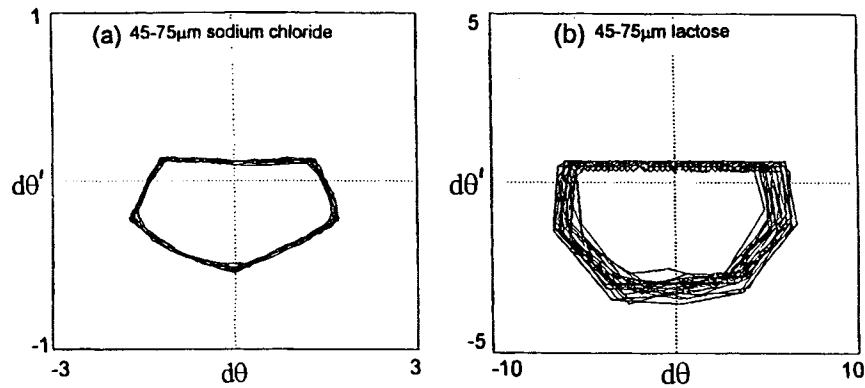 1
(a) 45-75μm sodium chloride
dθ'
-1
-3
dθ
3
5
(b) 45-75μm lactose
dθ'
-5
-10
dθ
10